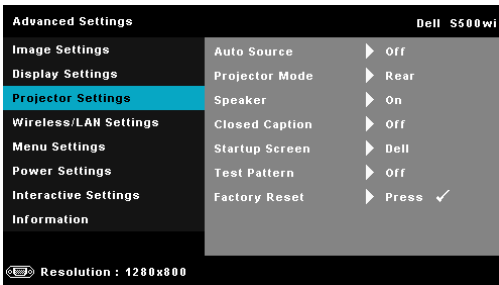 Advanced Settings Dell S500wi
Image Settings Auto Source Off
Display Settings Projector Mode Rear
Projector Settings Speaker On
Wireless/LAN Settings Closed Caption Off
Menu Settings Startup Screen Dell
Power Settings Test Pattern Off
Interactive Settings Factory Reset Press
Information
Resolution : 1280x800